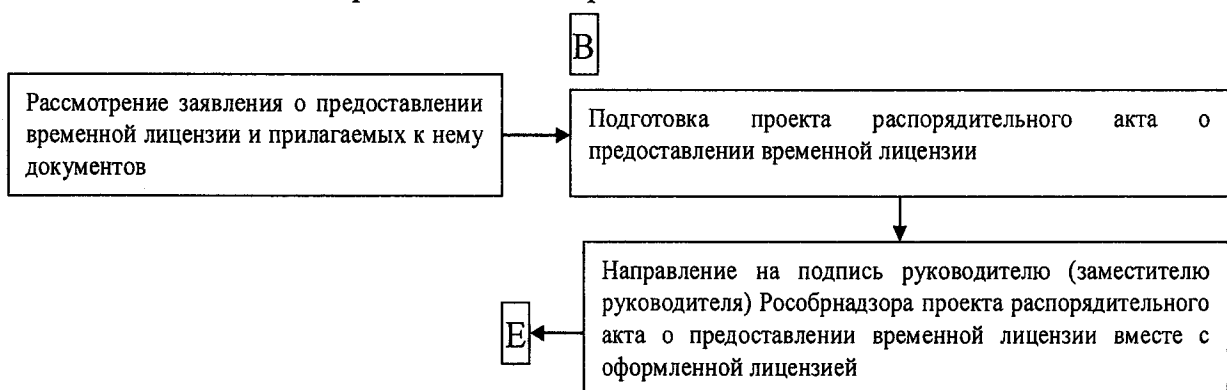 В
Рассмотрение заявления о предоставлении
временной лицензии и прилагаемых к нему
документов
Подготовка проекта распорядительного акта о
предоставлении временной лицензии
Направление на подпись руководителю (заместителю
руководителя) Рособрнадзора проекта распорядительного
акта о предоставлении временной лицензии вместе с
оформленной лицензией
Е